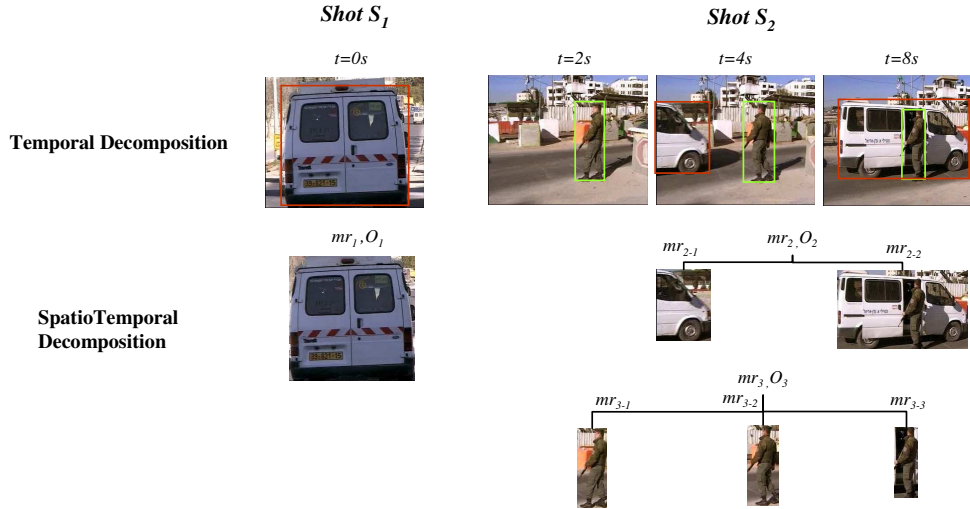 Shot S1
Shot S2
t=0s
t=2s
t=4s
t=8s
Temporal Decomposition
mr1,O1
mr2-1
mr2,O2
mr2-2
SpatioTemporal
Decomposition
mr3,O3
mr3-1
mr3-2
mr3-3